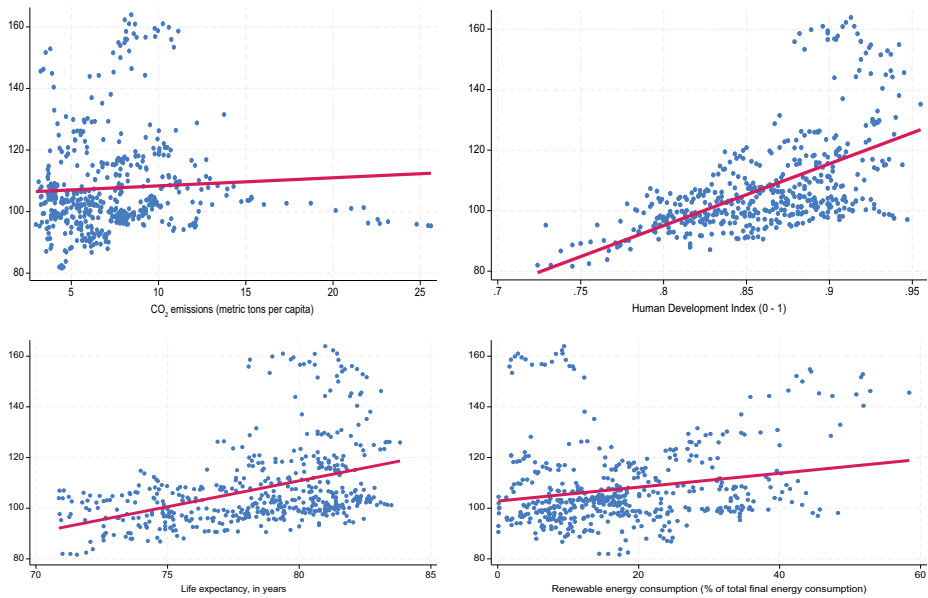 160
140
120
100
80
5 10 15 20 25
CO2 emissions (metric tons per capita)
160
140
120
100
80
.7 .75 .8 .85 .9 .95
Human Development Index (0 - 1)
160
140
120
100
80
70 75 80 85
Life expectancy, in years
160
140
120
100
80
0 20 40 60
Renewable energy consumption (% of total final energy consumption)